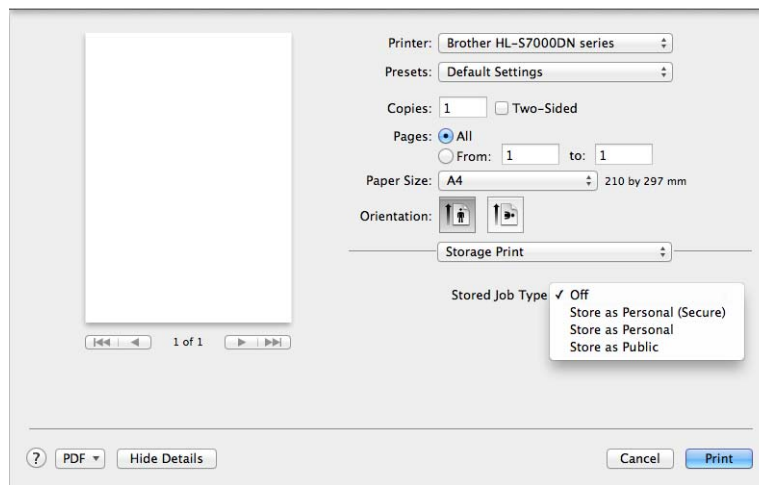 Printer: Brother HL-S7000DN series
Presets: Default Settings
Copies: 1 Two-Sided
Pages: All
From: 1 to: 1
Paper Size: A4 210 by 297 mm
Orientation:
Storage Print
Stored Job Type ✓ Off
Store as Personal (Secure)
Store as Personal
Store as Public
1 of 1
? PDF Hide Details Cancel Print